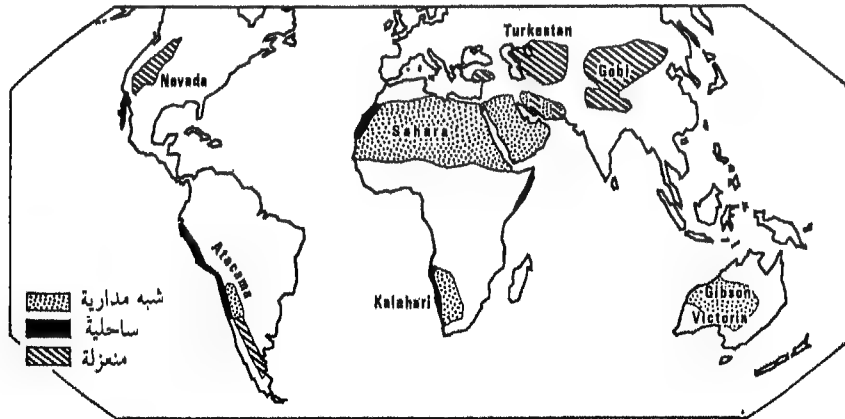 Turkestan
Nevada
Gobi
Sahara
Atacama
Kalahari
Gibson
Victoria
شبه مدارية
ساحلية
منعزلة